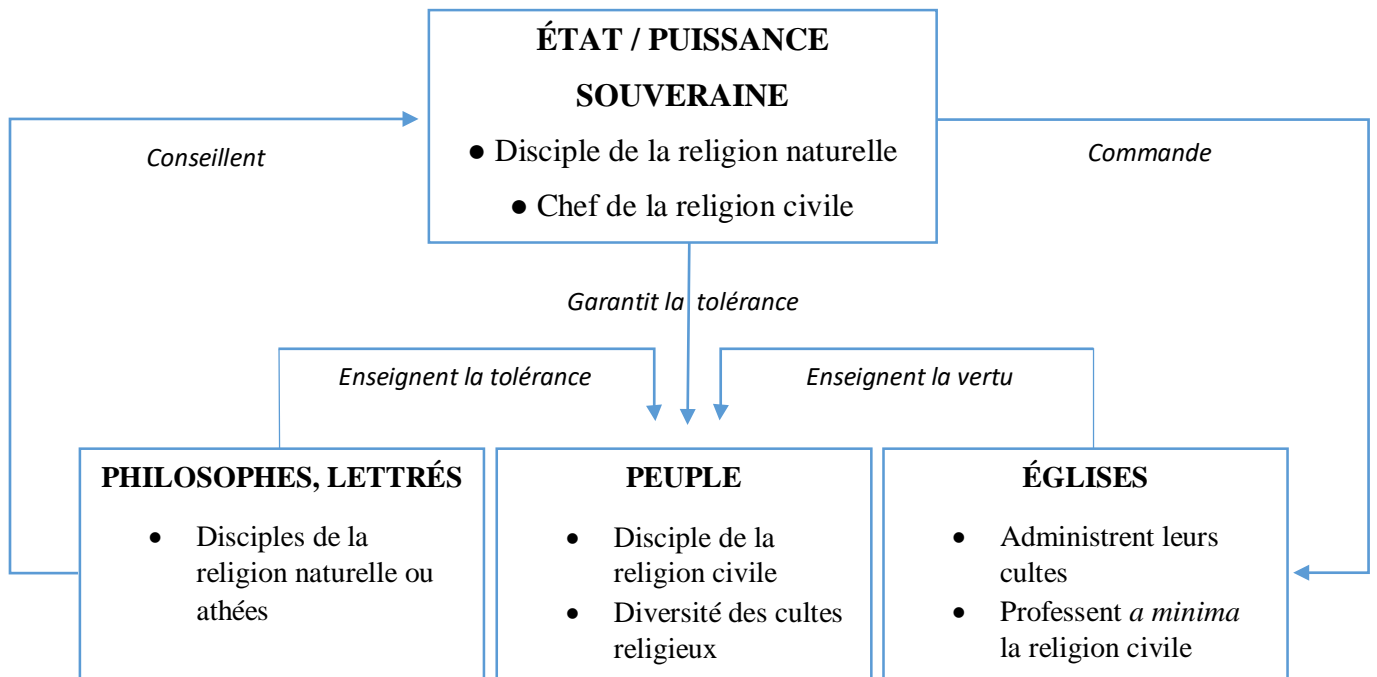 ÉTAT / PUISSANCE
SOUVERAINE
● Disciple de la religion naturelle
● Chef de la religion civile
Conseillent
Commande
Garantit la tolérance
Enseignent la tolérance
Enseignent la vertu
PHILOSOPHES, LETTRÉS
• Disciples de la
religion naturelle ou
athées
PEUPLE
• Disciple de la
religion civile
• Diversité des cultes
religieux
ÉGLISES
• Administrent leurs
cultes
• Professent a minima
la religion civile